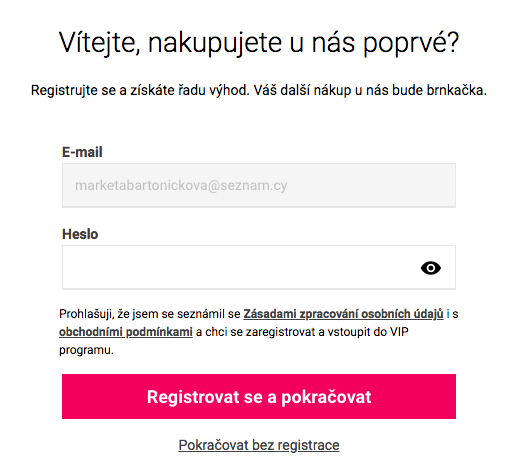 Vítejte, nakupujete u nás poprvé?
Registrujte se a získáte řadu výhod. Váš další nákup u nás bude brnkačka.
E-mail
marketabartonickova@seznam.cy
Heslo
Prohlašuji, že jsem se seznámil se Zásadami zpracování osobních údajů i s
obchodními podmínkami a chci se zaregistrovat a vstoupit do VIP
programu.
Registrovat se a pokračovat
Pokračovat bez registrace